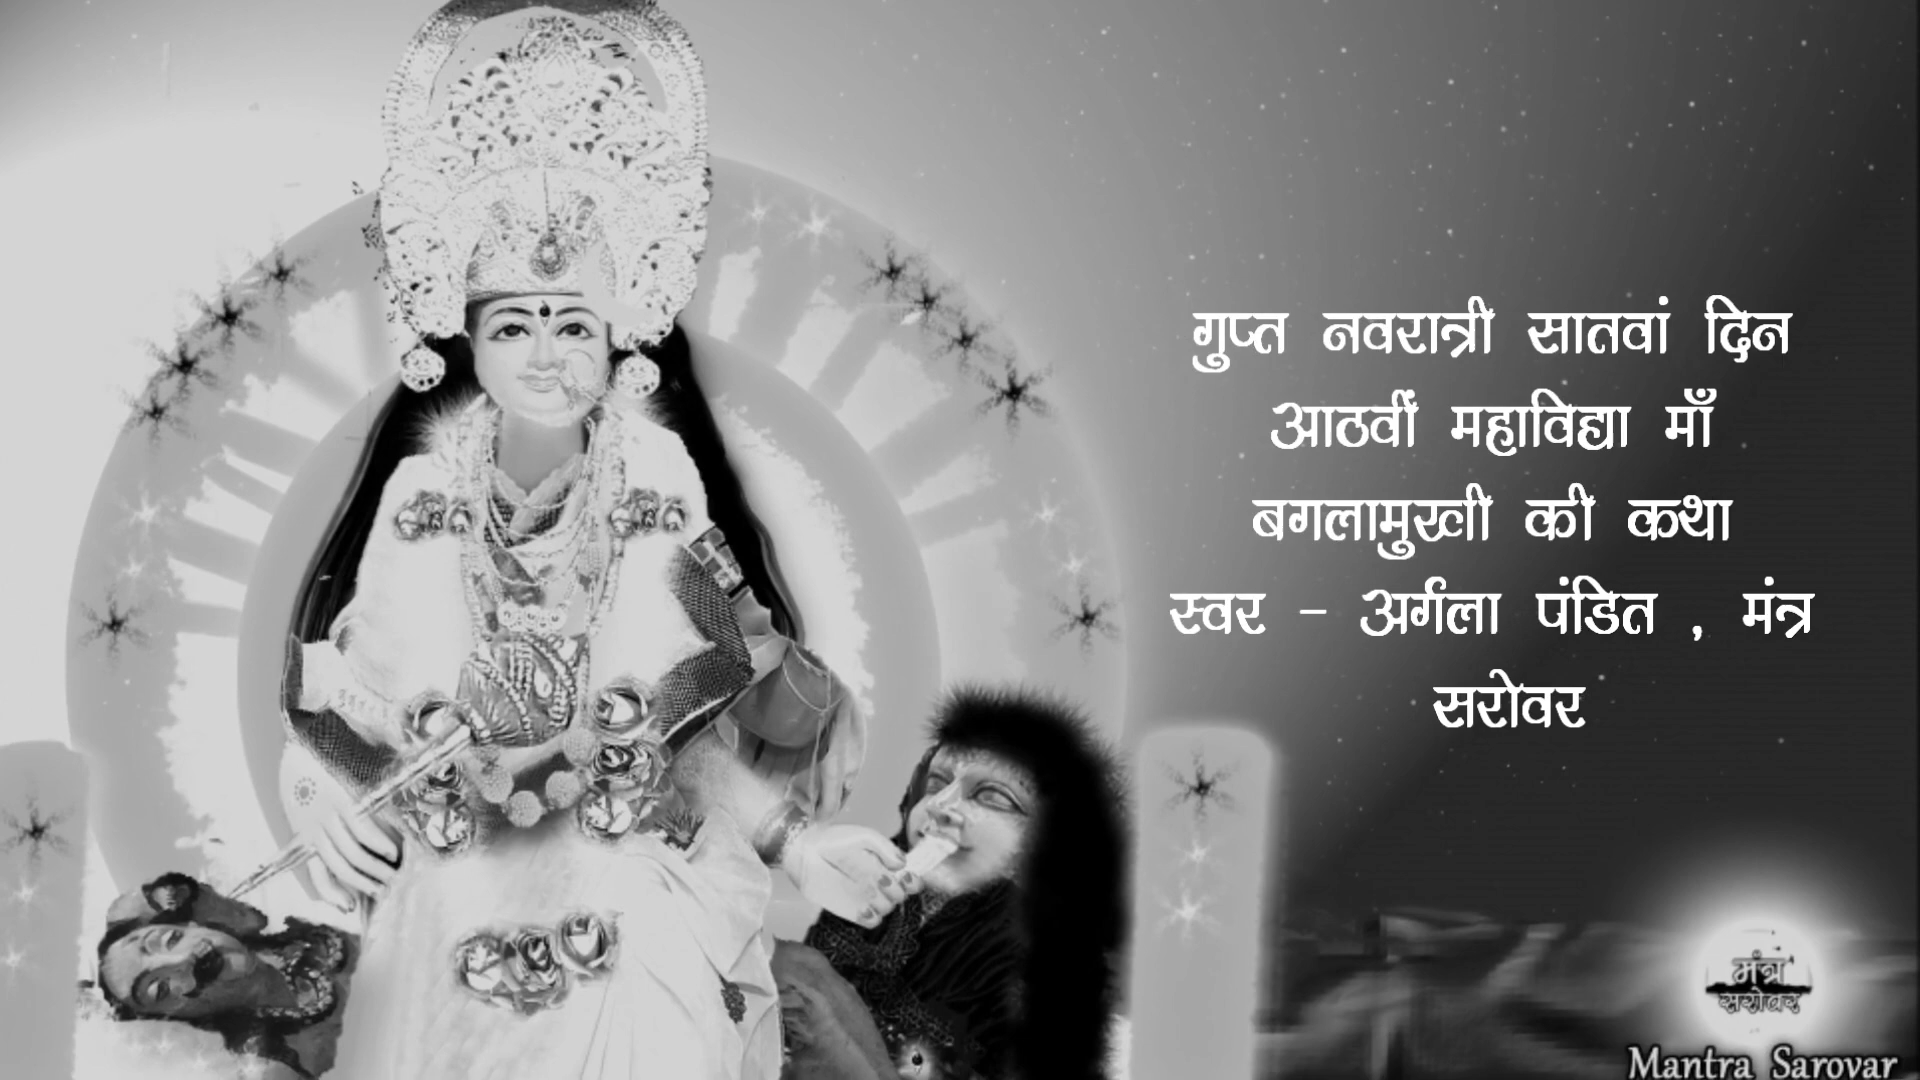 गुप्त नवरात्री सातवां दिन
आठवीं महाविद्या माँ
बगलामुखी की कथा
स्वर - अर्गला पंडित , मंत्र
सरोवर
मंत्र
सरोवर
Mantra Sarovar